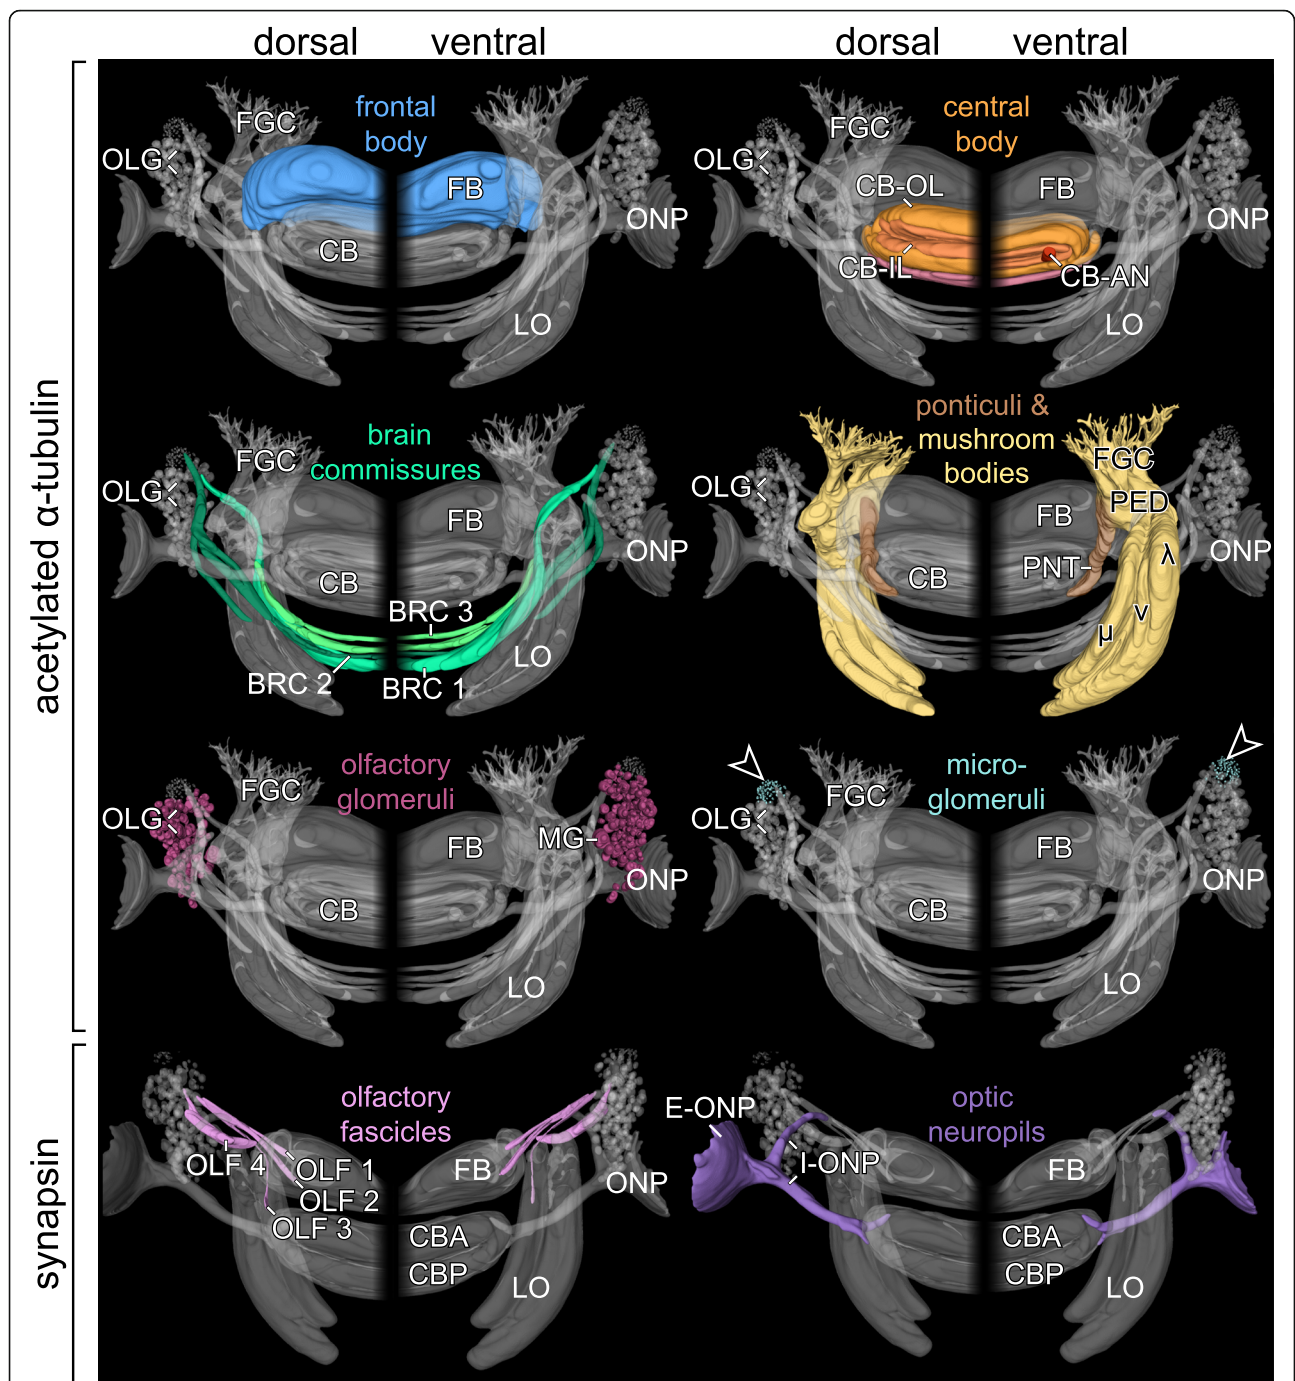 dorsal ventral dorsal ventral
acetylated α-tubulin
FGC
frontal
body
OLG
FB
ONP
CB
LO
FGC
central
body
OLG
CB-OL
FB
ONP
CB-IL
CB-AN
LO
brain
commissures
FGC
OLG
FB
ONP
CB
BRC 3
LO
BRC 2
BRC 1
ponticuli &
mushroom
bodies
FGC
OLG
PED
FB
ONP
PNT
CB
λ
ν
μ
olfactory
glomeruli
FGC
OLG
MG
FB
ONP
CB
LO
micro-
glomeruli
FGC
OLG
FB
ONP
CB
LO
synapsin
olfactory
fascicles
OLF 4
OLF 1
FB
ONP
OLF 2
OLF 3
CBA
CBP
LO
optic
neuropils
E-ONP
I-ONP
FB
CBA
CBP
LO